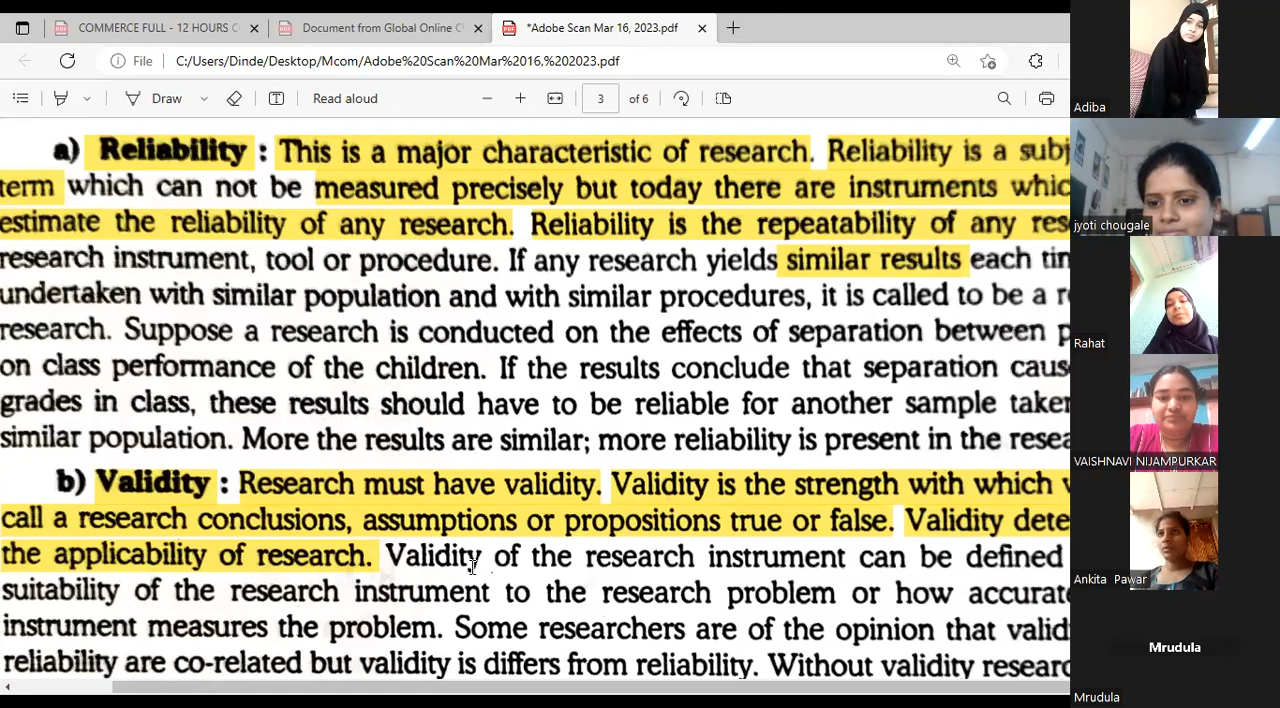 COMMERCE FULL - 12 HOURS C
Document from Global Online C
*Adobe Scan Mar 16, 2023.pdf
File C:/Users/Dinde/Desktop/Mcom/Adobe%20Scan%20Mar%2016,%202023.pdf
Draw Read aloud 3 of 6
a) Reliability : This is a major characteristic of research. Reliability is a subj
term which can not be measured precisely but today there are instruments whic
estimate the reliability of any research. Reliability is the repeatability of any res
research instrument, tool or procedure. If any research yields similar results each tim
undertaken with similar population and with similar procedures, it is called to be a re
research. Suppose a research is conducted on the effects of separation between p
on class performance of the children. If the results conclude that separation caus
grades in class, these results should have to be reliable for another sample taken
similar population. More the results are similar; more reliability is present in the resea
b) Validity : Research must have validity. Validity is the strength with which
call a research conclusions, assumptions or propositions true or false. Validity dete
the applicability of research. Validity of the research instrument can be defined
suitability of the research instrument to the research problem or how accurate
instrument measures the problem. Some researchers are of the opinion that valid
reliability are co-related but validity is differs from reliability. Without validity researc
Adiba
jyoti chougale
Rahat
VAISHNAVI NIJAMPURKAR
Ankita Pawar
Mrudula
Mrudula